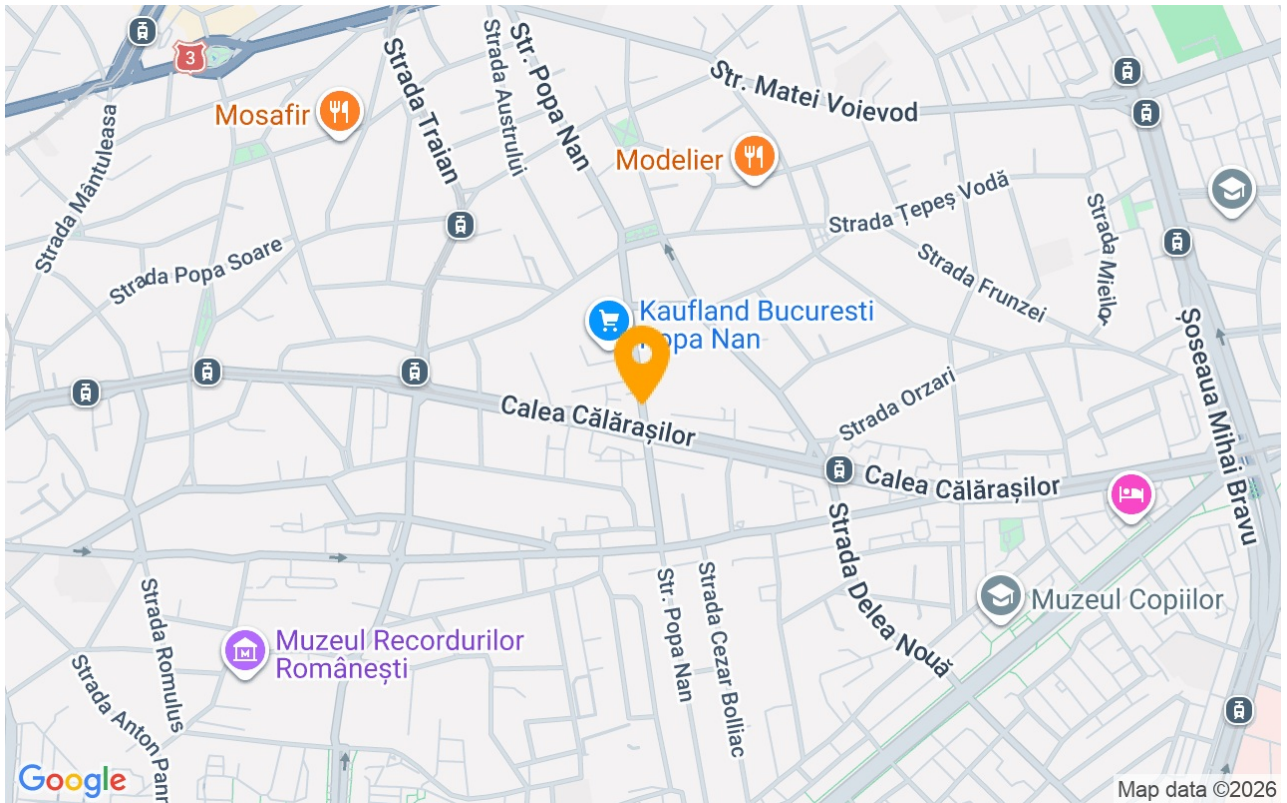 3
Mosafir
Strada Mântuleasa
Strada Popa Soare
Strada Traian
Strada Austrului
Str. Popa Nan
Str. Matei Voievod
Modelier
Strada Țepeș Vodă
Strada Frunzei
Strada Mieilor
Șoseaua Mihai Bravu
Kaufland Bucuresti
Popa Nan
Calea Călărașilor
Strada Orzari
Calea Călărașilor
Strada Delea Nouă
Muzeul Copiilor
Str. Popa Nan
Strada Cezar Bolliac
Muzeul Recordurilor
Românești
Strada Romulus
Strada Anton Pann
Google
Map data ©2026